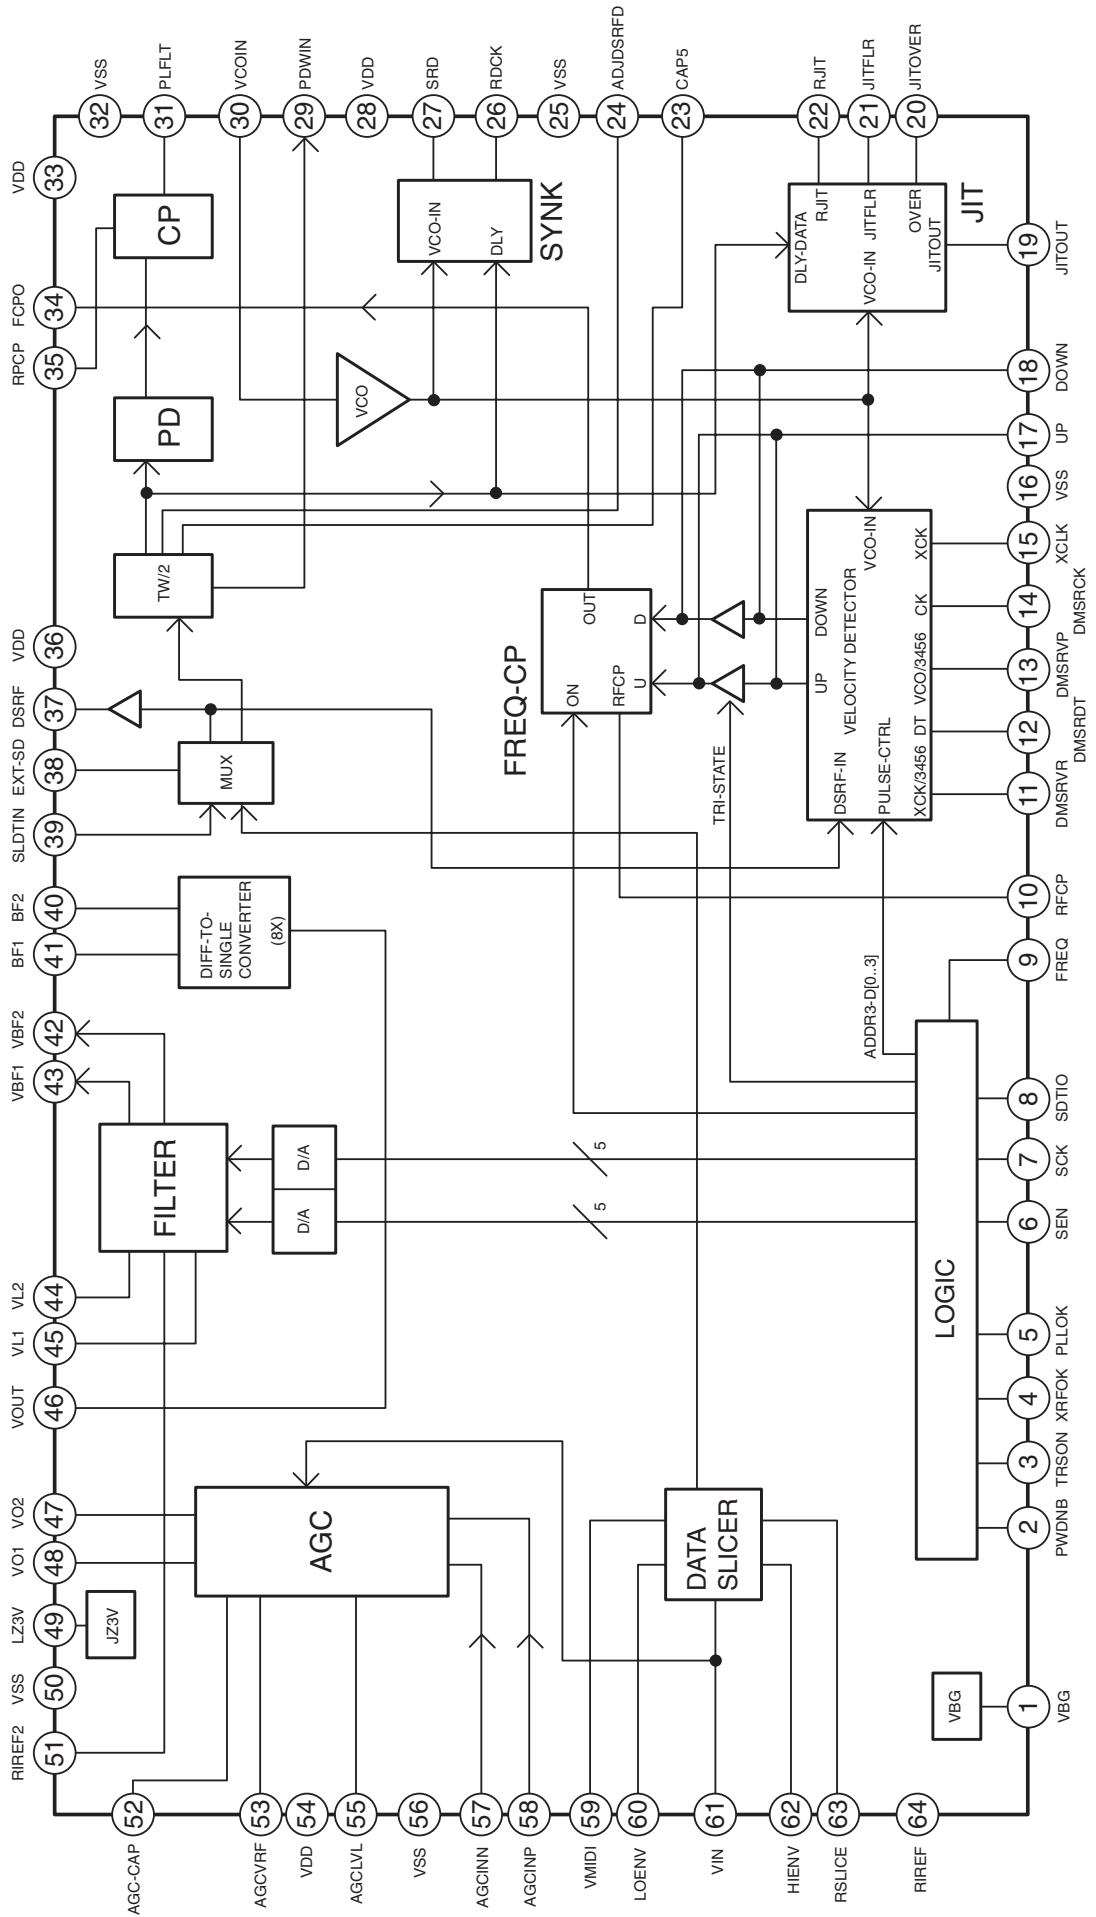 51
50
49
48
47
46
45
44
43
42
41
40
39
38
37
36
35
34
33
RIREF2
VSS
LZ3V
VO1
VO2
VOUT
VL1
VL2
VBF1
VBF2
BF1
BF2
SLDTIN
EXT-SD
DSRF
VDD
RPCP
FCPO
VDD
52
AGC-CAP
53
AGCVRF
54
VDD
55
AGCLVL
56
VSS
57
AGCINN
58
AGCINP
59
VMIDI
60
LOENV
61
VIN
62
HIENV
63
RSLICE
64
RIREF
32
VSS
31
PLFLT
30
VCOIN
29
PDWIN
28
VDD
27
SRD
26
RDCK
25
VSS
24
ADJDSRFD
23
CAP5
22
RJIT
21
JITFLR
20
JITOVER
JZ3V
AGC
FILTER
D/A
D/A
5
5
DIFF-TO-
SINGLE
CONVERTER
(8X)
MUX
TW/2
PD
CP
VCO
VCO-IN
DLY
SYNK
FREQ-CP
ON
OUT
RFCP
U
D
TRI-STATE
DATA
SLICER
DSRF-IN
UP
DOWN
VELOCITY DETECTOR
PULSE-CTRL
VCO-IN
XCK/3456
DT
VCO/3456
CK
XCK
DLY-DATA
RJIT
VCO-IN
JITFLR
OVER
JITOUT
JIT
ADDR3-D[0..3]
LOGIC
VBG
1
2
3
4
5
6
7
8
9
10
11
12
13
14
15
16
17
18
19
VBG
PWDNB
TRSON
XRFOK
PLLOK
SEN
SCK
SDTIO
FREQ
RFCP
DMSRVR
DMSRDT
DMSRVP
DMSRCK
XCLK
VSS
UP
DOWN
JITOUT